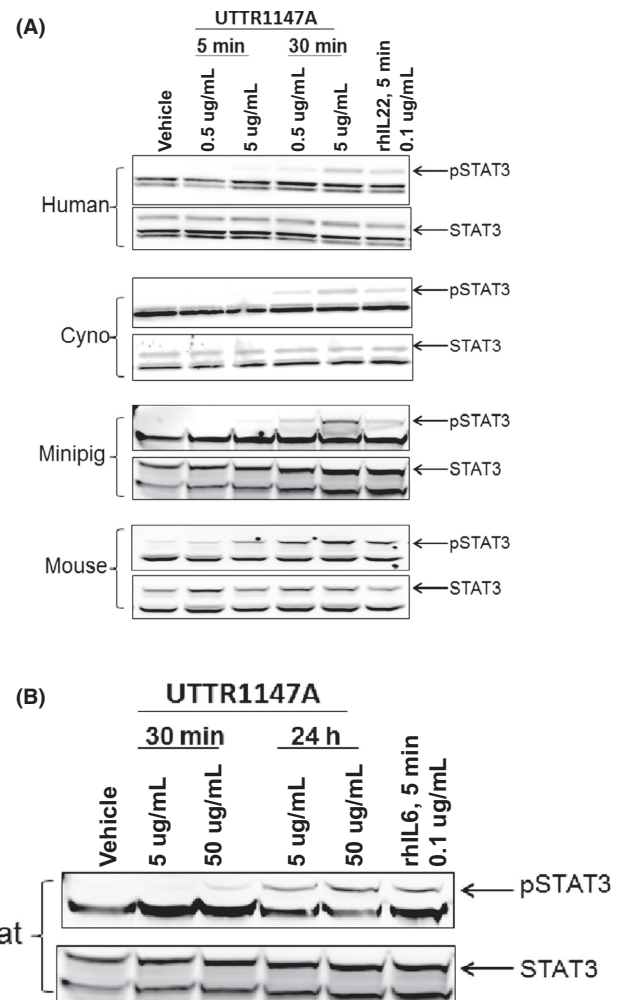 (A)
UTTR1147A
5 min 30 min
Vehicle
0.5 ug/mL
5 ug/mL
0.5 ug/mL
5 ug/mL
rhIL22, 5 min
0.1 ug/mL
Human
pSTAT3
STAT3
Cyno
pSTAT3
STAT3
Minipig
pSTAT3
STAT3
Mouse
pSTAT3
STAT3
(B)
UTTR1147A
30 min 24 h
Vehicle
5 ug/mL
50 ug/mL
5 ug/mL
50 ug/mL
rhIL6, 5 min
0.1 ug/mL
at
pSTAT3
STAT3